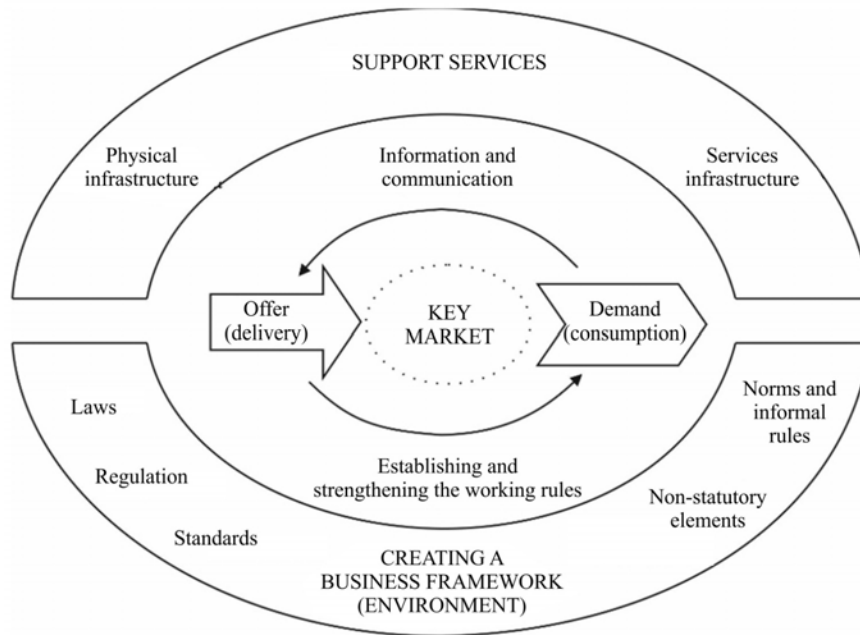 SUPPORT SERVICES
Physical
infrastructure
Information and
communication
Services
infrastructure
Offer
(delivery)
KEY
MARKET
Demand
(consumption)
Laws
Regulation
Standards
Establishing and
strengthening the working rules
Norms and
informal
rules
Non-statutory
elements
CREATING A
BUSINESS FRAMEWORK
(ENVIRONMENT)